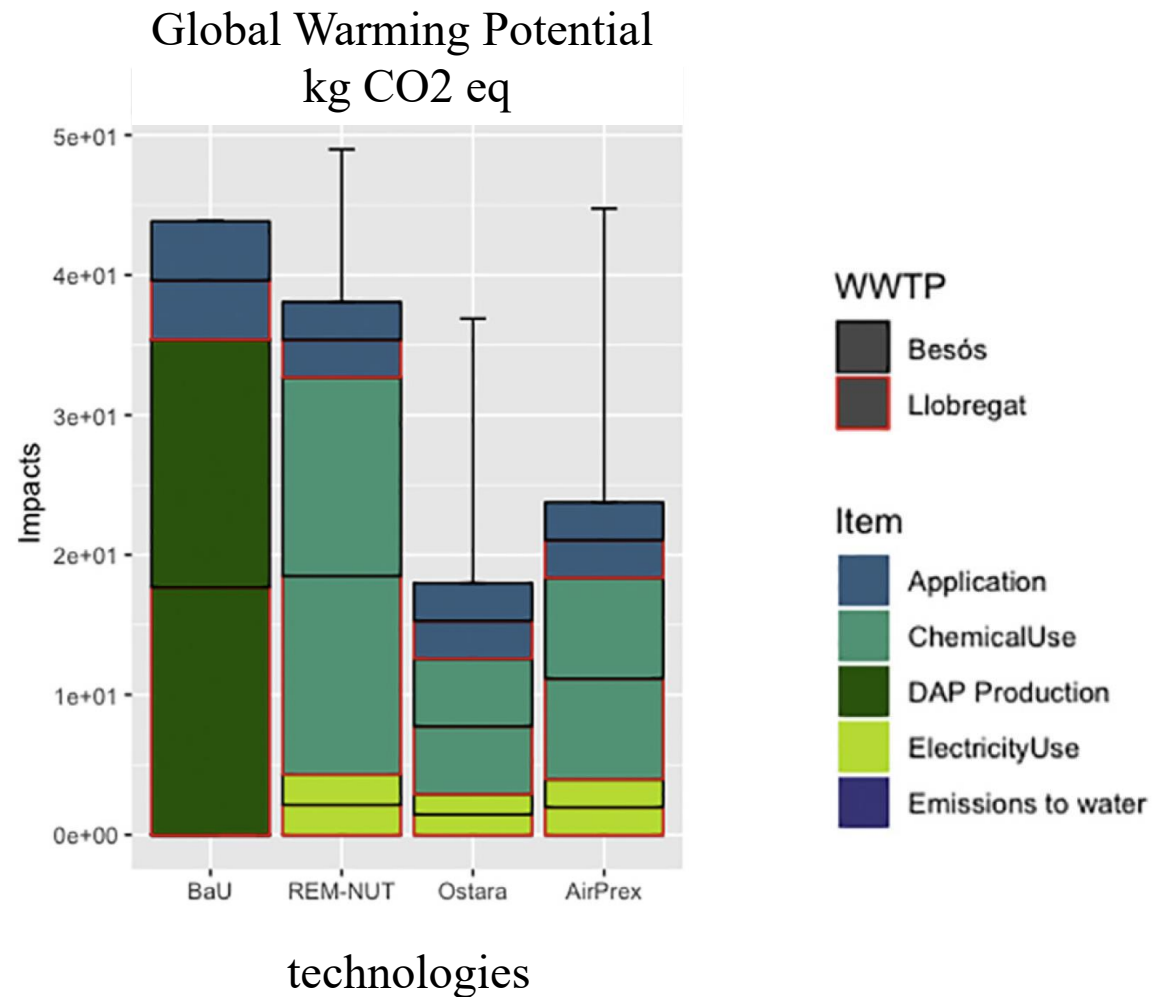 Global Warming Potential
kg CO2 eq
5e+01
4e+01
3e+01
2e+01
1e+01
0e+00
Impacts
BaU
REM-NUT
Ostara
AirPrex
technologies
WWTP
Besós
Llobregat
Item
Application
ChemicalUse
DAP Production
ElectricityUse
Emissions to water